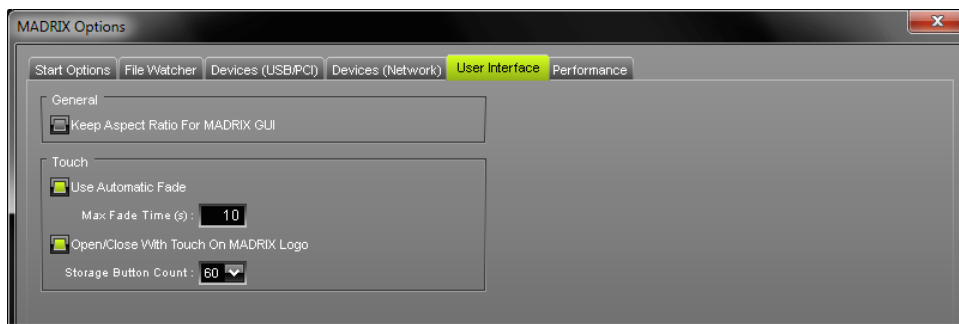 MADRIX Options
Start Options File Watcher Devices (USB/PCI) Devices (Network) User Interface Performance
General
Keep Aspect Ratio For MADRIX GUI
Touch
Use Automatic Fade
Max Fade Time (s) : 10
Open/Close With Touch On MADRIX Logo
Storage Button Count : 60